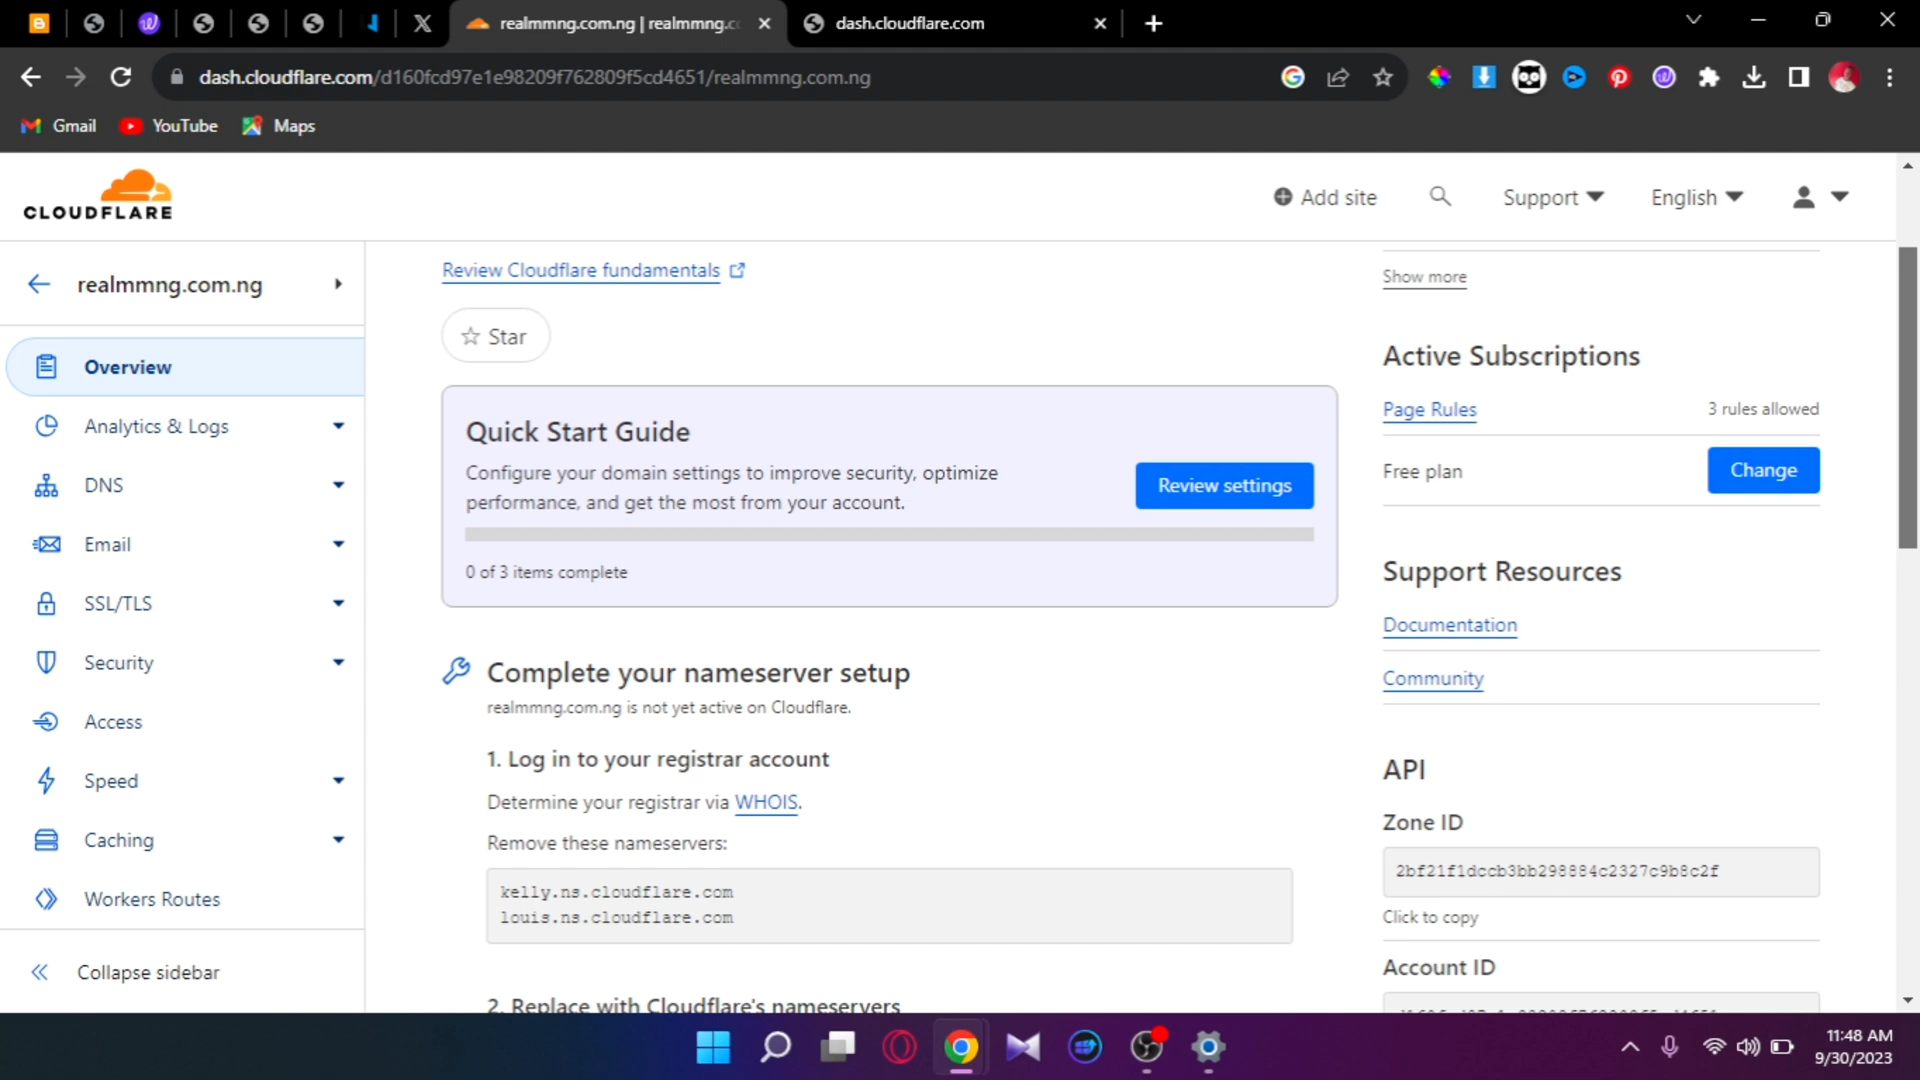 realmmng.com.ng | realmmng.co
dash.cloudflare.com
dash.cloudflare.com/d160fcd97e1e98209f762809f5cd4651/realmmng.com.ng
Gmail
YouTube
Maps
CLOUDFLARE
Add site
Support
English
realmmng.com.ng
Overview
Analytics & Logs
DNS
Email
SSL/TLS
Security
Access
Speed
Caching
Workers Routes
Collapse sidebar
Review Cloudflare fundamentals
Star
Quick Start Guide
Configure your domain settings to improve security, optimize
performance, and get the most from your account.
Review settings
0 of 3 items complete
Complete your nameserver setup
realmmng.com.ng is not yet active on Cloudflare.
1. Log in to your registrar account
Determine your registrar via WHOIS.
Remove these nameservers:
kelly.ns.cloudflare.com
louis.ns.cloudflare.com
2. Replace with Cloudflare's nameservers
Show more
Active Subscriptions
Page Rules
3 rules allowed
Free plan
Change
Support Resources
Documentation
Community
API
Zone ID
2bf21f1dccb3bb298884c2327c9b8c2f
Click to copy
Account ID
11:48 AM
9/30/2023